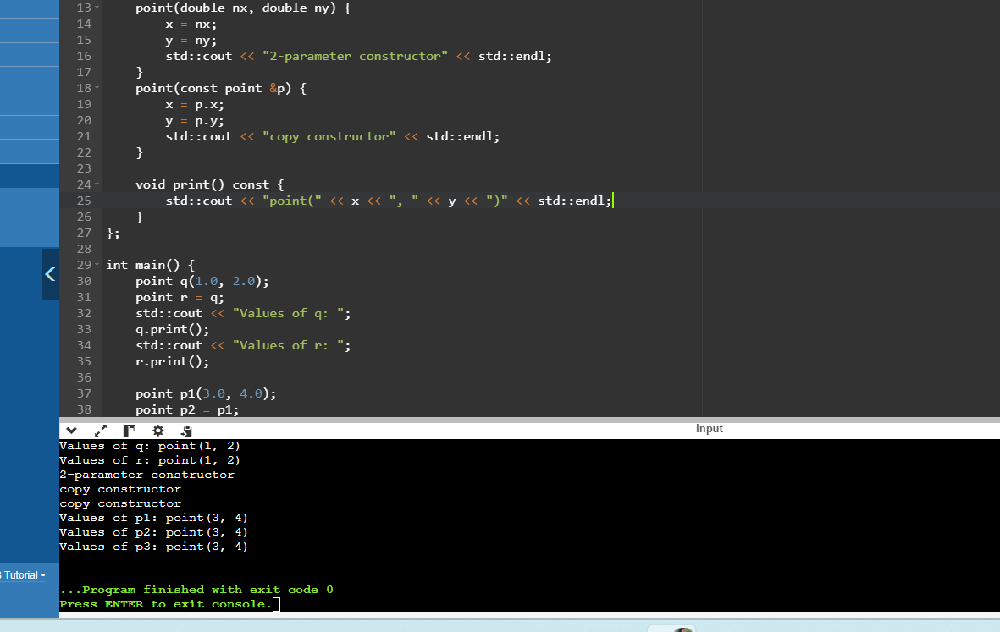 13 point(double nx, double ny) {
14 x = nx;
15 y = ny;
16 std::cout << "2-parameter constructor" << std::endl;
17 }
18 point(const point &p) {
19 x = p.x;
20 y = p.y;
21 std::cout << "copy constructor" << std::endl;
22 }
23
24 void print() const {
25 std::cout << "point(" << x << ", " << y << ")" << std::endl;
26 }
27 };
28
29 int main() {
30 point q(1.0, 2.0);
31 point r = q;
32 std::cout << "Values of q: ";
33 q.print();
34 std::cout << "Values of r: ";
35 r.print();
36
37 point p1(3.0, 4.0);
38 point p2 = p1;
input
Values of q: point(1, 2)
Values of r: point(1, 2)
2-parameter constructor
copy constructor
copy constructor
Values of p1: point(3, 4)
Values of p2: point(3, 4)
Values of p3: point(3, 4)
Tutorial •
...Program finished with exit code 0
Press ENTER to exit console.